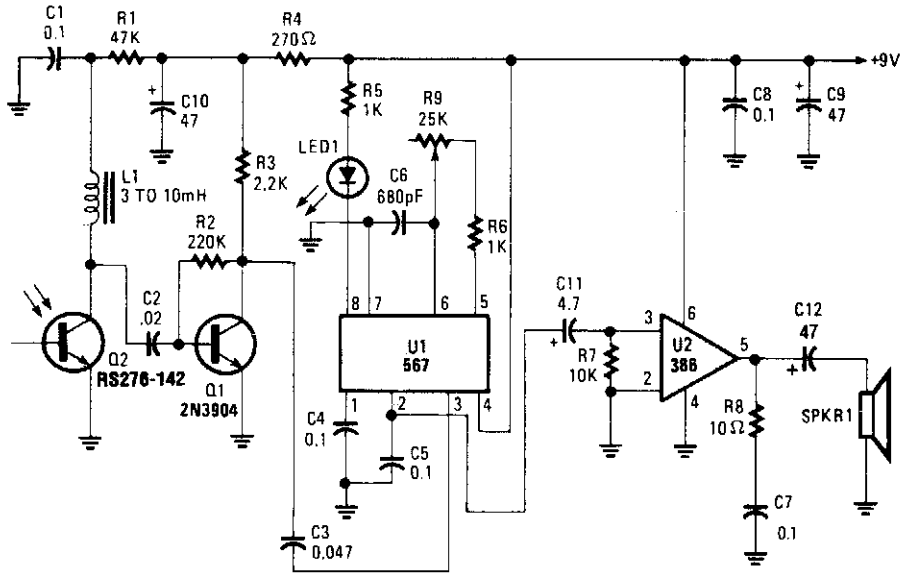 C1
0.1
R1
47K
R4
270Ω
+9V
C10
+
47
R5
1K
R9
25K
C8
0.1
+
C9
47
LED1
L1
3 TO 10mH
R3
2.2K
C6
680pF
R2
220K
R6
1K
C2
.02
Q2
RS276-142
Q1
2N3904
8
7
6
5
U1
567
1
2
3
4
C4
0.1
C5
0.1
C3
0.047
C11
4.7
+
R7
10K
3
6
2
U2
386
5
4
C12
47
+
R8
10Ω
SPKR1
C7
0.1